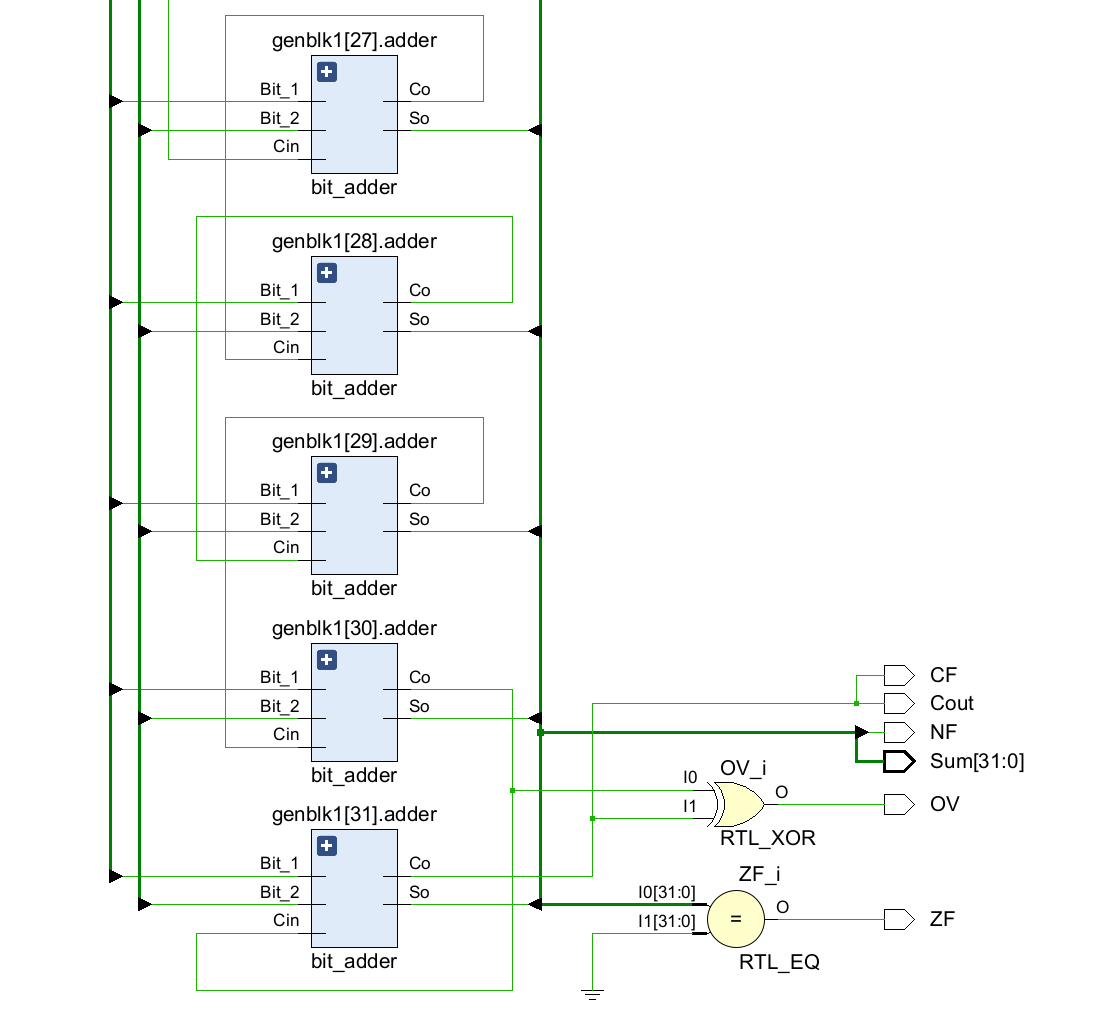 genblk1[27].adder
Bit_1 Co
Bit_2 So
Cin
bit_adder
genblk1[28].adder
Bit_1 Co
Bit_2 So
Cin
bit_adder
genblk1[29].adder
Bit_1 Co
Bit_2 So
Cin
bit_adder
genblk1[30].adder
Bit_1 Co
Bit_2 So
Cin
bit_adder
genblk1[31].adder
Bit_1 Co
Bit_2 So
Cin
bit_adder
CF
Cout
NF
Sum[31:0]
OV_i
I0 O OV
I1
RTL_XOR
ZF_i
I0[31:0] O
I1[31:0] = ZF
RTL_EQ